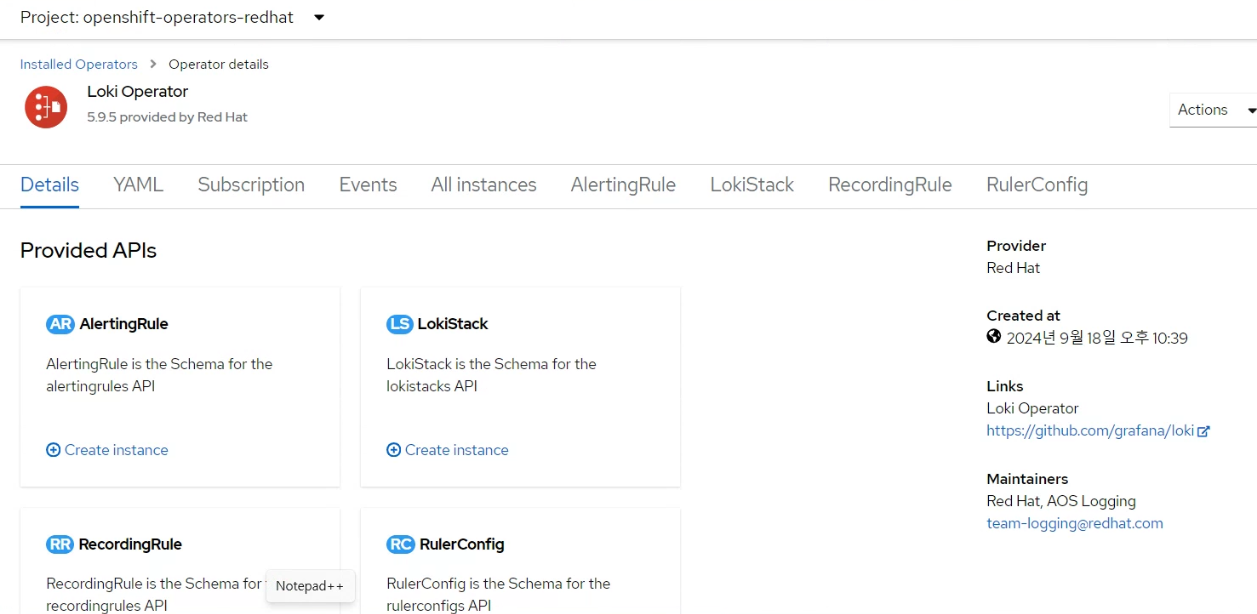 Project: openshift-operators-redhat
Installed Operators > Operator details
Loki Operator
5.9.5 provided by Red Hat
Actions
Details YAML Subscription Events All instances AlertingRule LokiStack RecordingRule RulerConfig
Provided APIs
AR AlertingRule
AlertingRule is the Schema for the
alertingrules API
Create instance
LS LokiStack
LokiStack is the Schema for the
lokistacks API
Create instance
RR RecordingRule
RecordingRule is the Schema for
recordingrules API
Notepad++
RC RulerConfig
RulerConfig is the Schema for the
rulerconfigs API
Provider
Red Hat
Created at
2024년 9월 18일 오후 10:39
Links
Loki Operator
https://github.com/grafana/loki
Maintainers
Red Hat, AOS Logging
team-logging@redhat.com